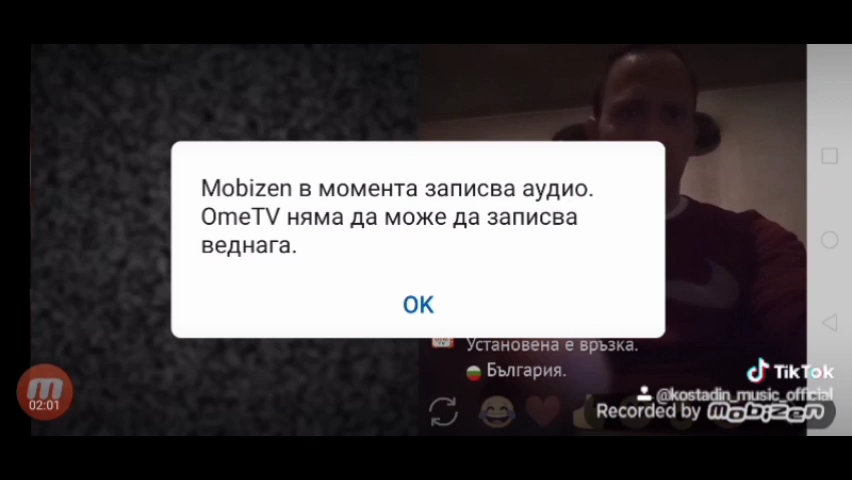 Mobizen в момента записва аудио.
OmeTV няма да може да записва
веднага.
OK
Установена е връзка.
България.
02:01
TikTok
@kostadin_music_official
Recorded by mobizen